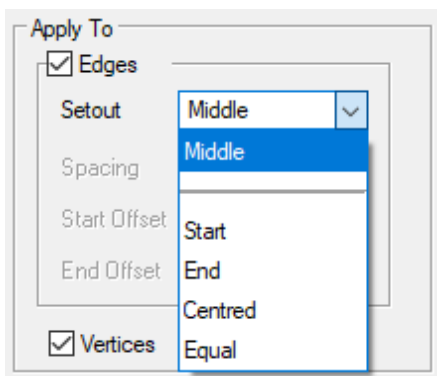 Apply To
Edges
Setout Middle
Middle
Spacing
Start Offset Start
End Offset End
Centred
Vertices Equal